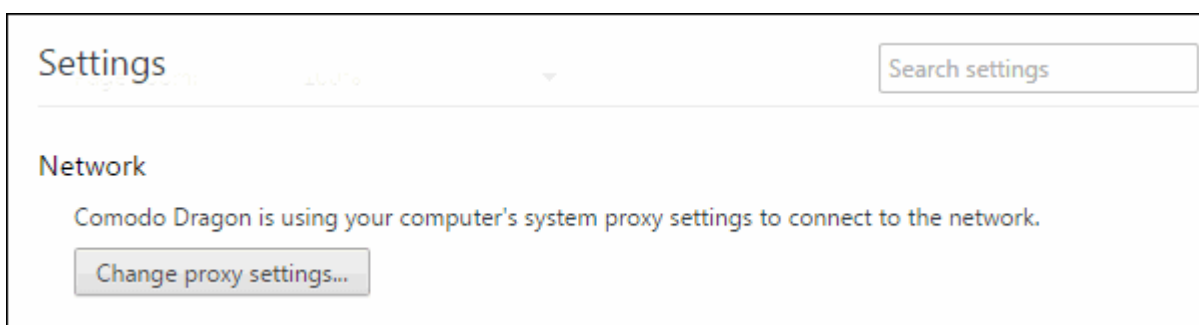 Settings
Search settings
Network
Comodo Dragon is using your computer's system proxy settings to connect to the network.
Change proxy settings...